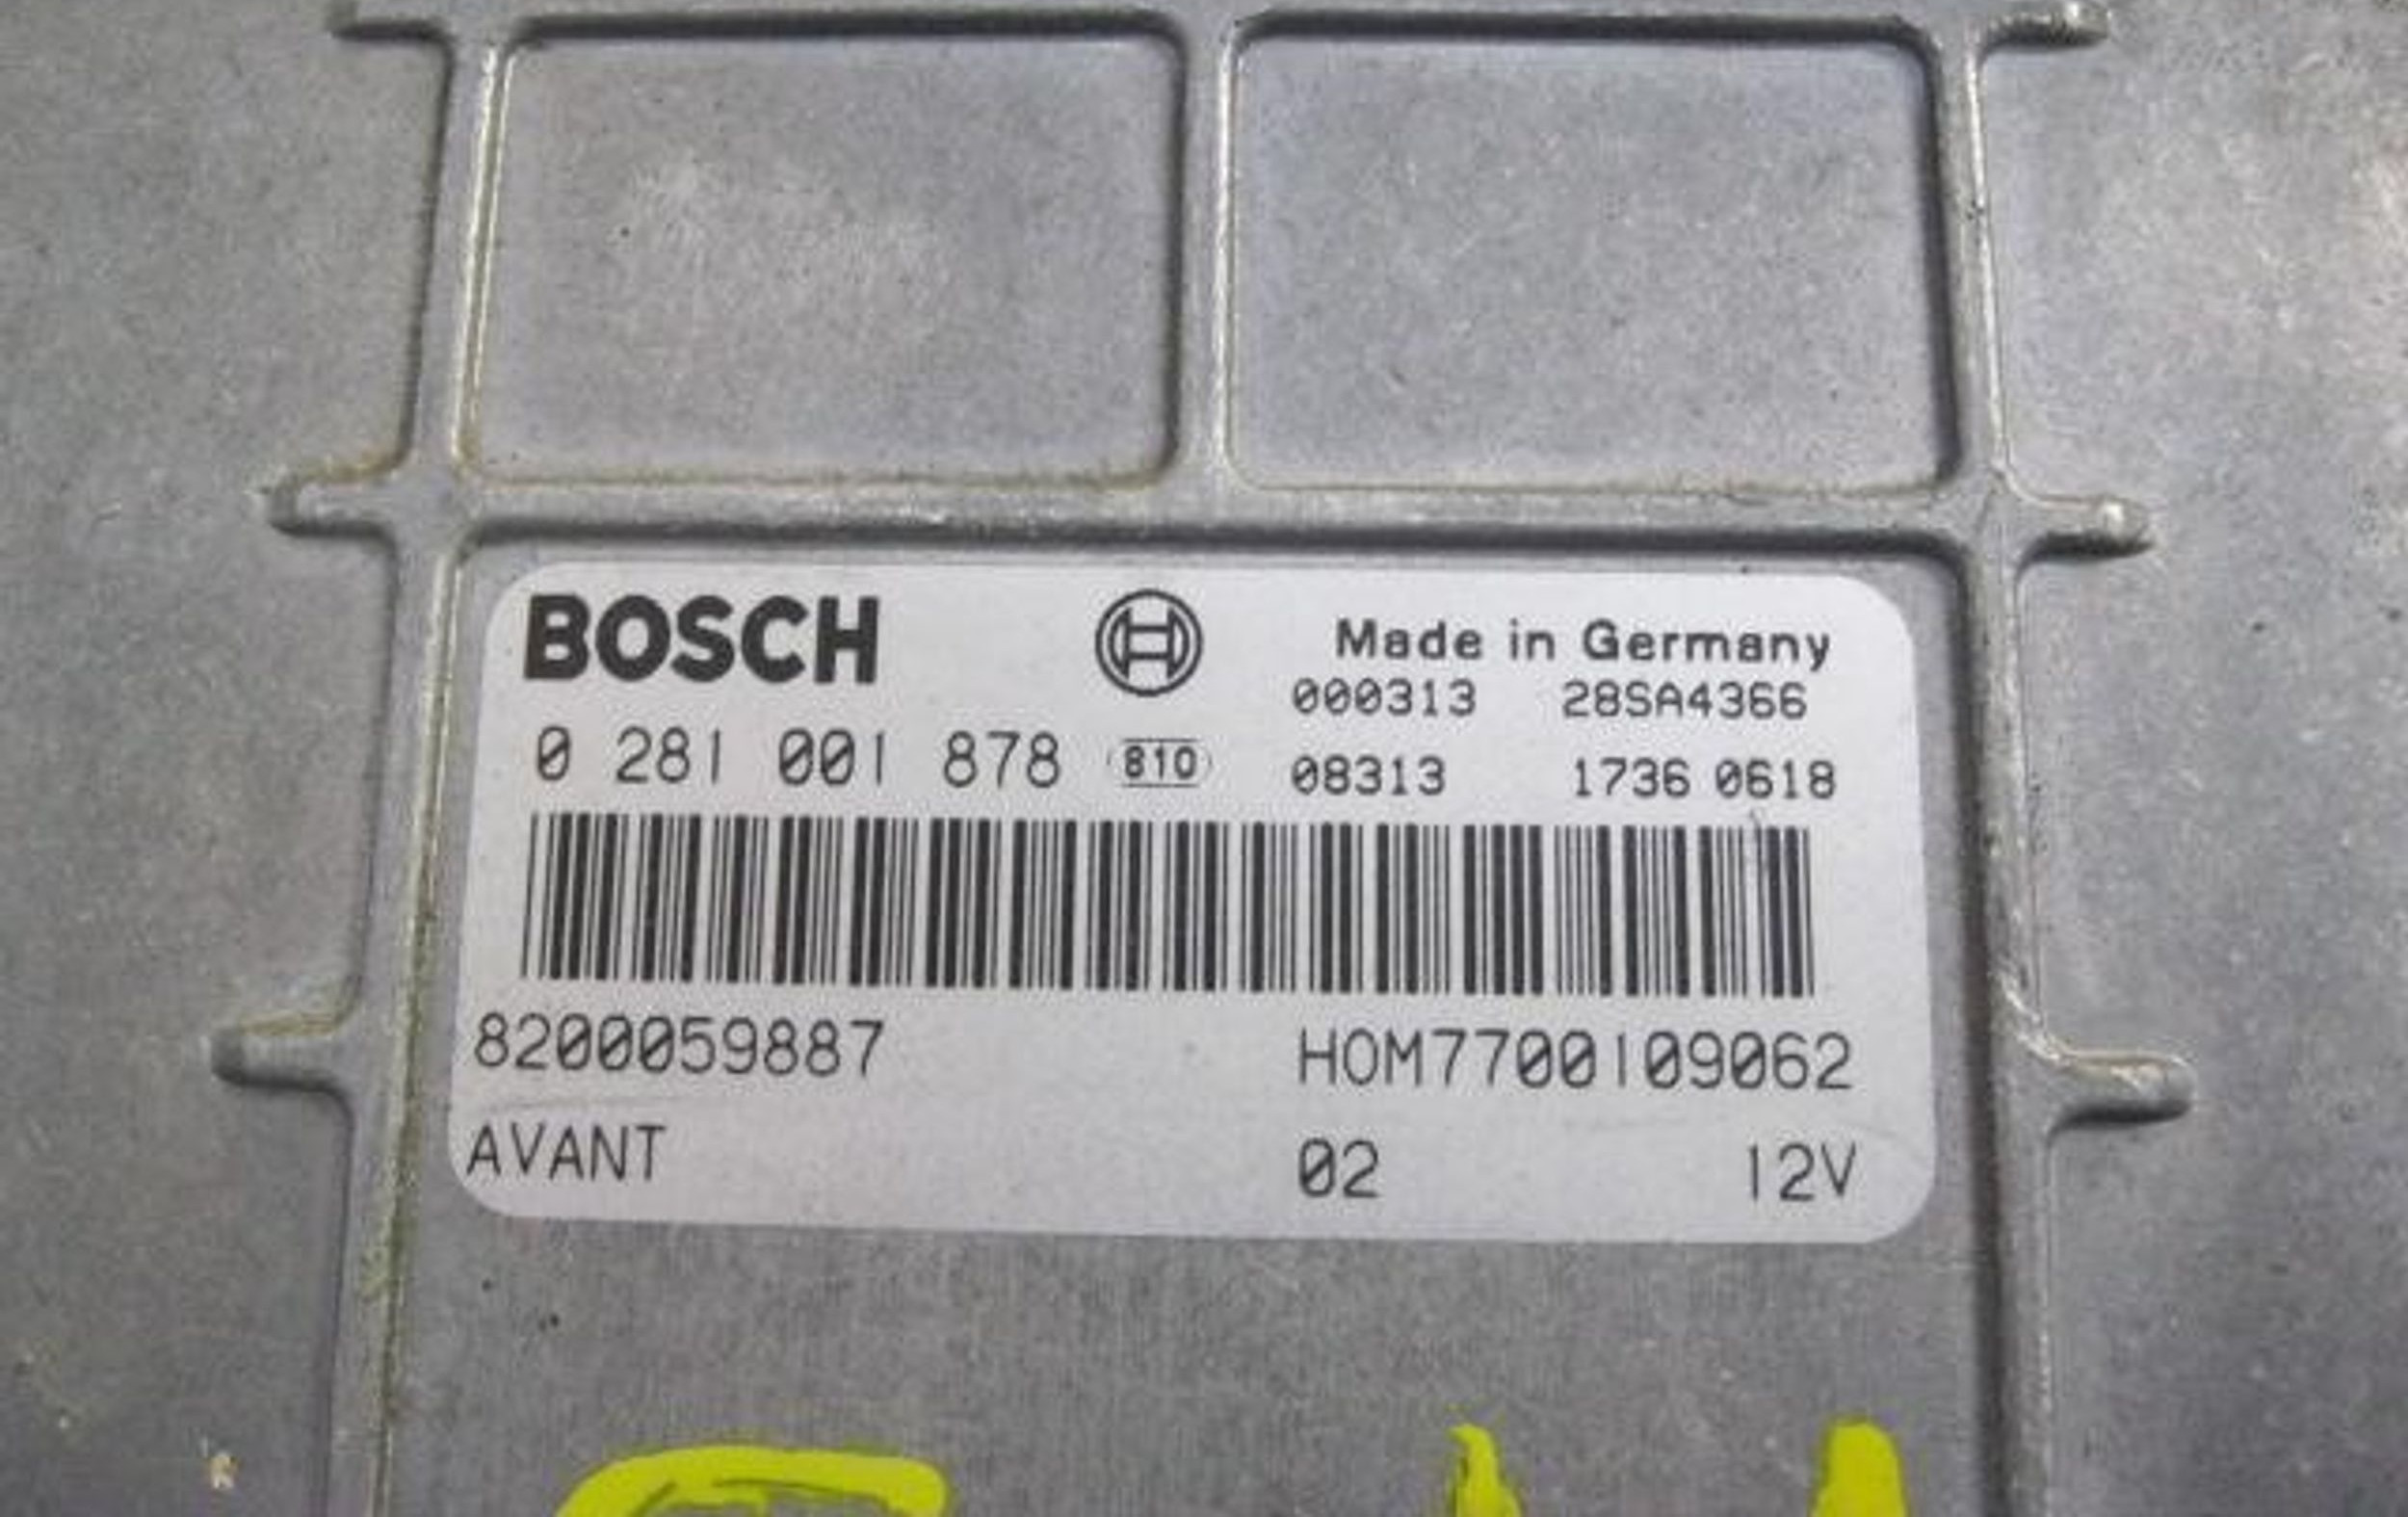 BOSCH
Made in Germany
000313 28SA4366
0 281 001 878 810 08313 1736 0618
8200059887 HOM7700109062
AVANT 02 12V